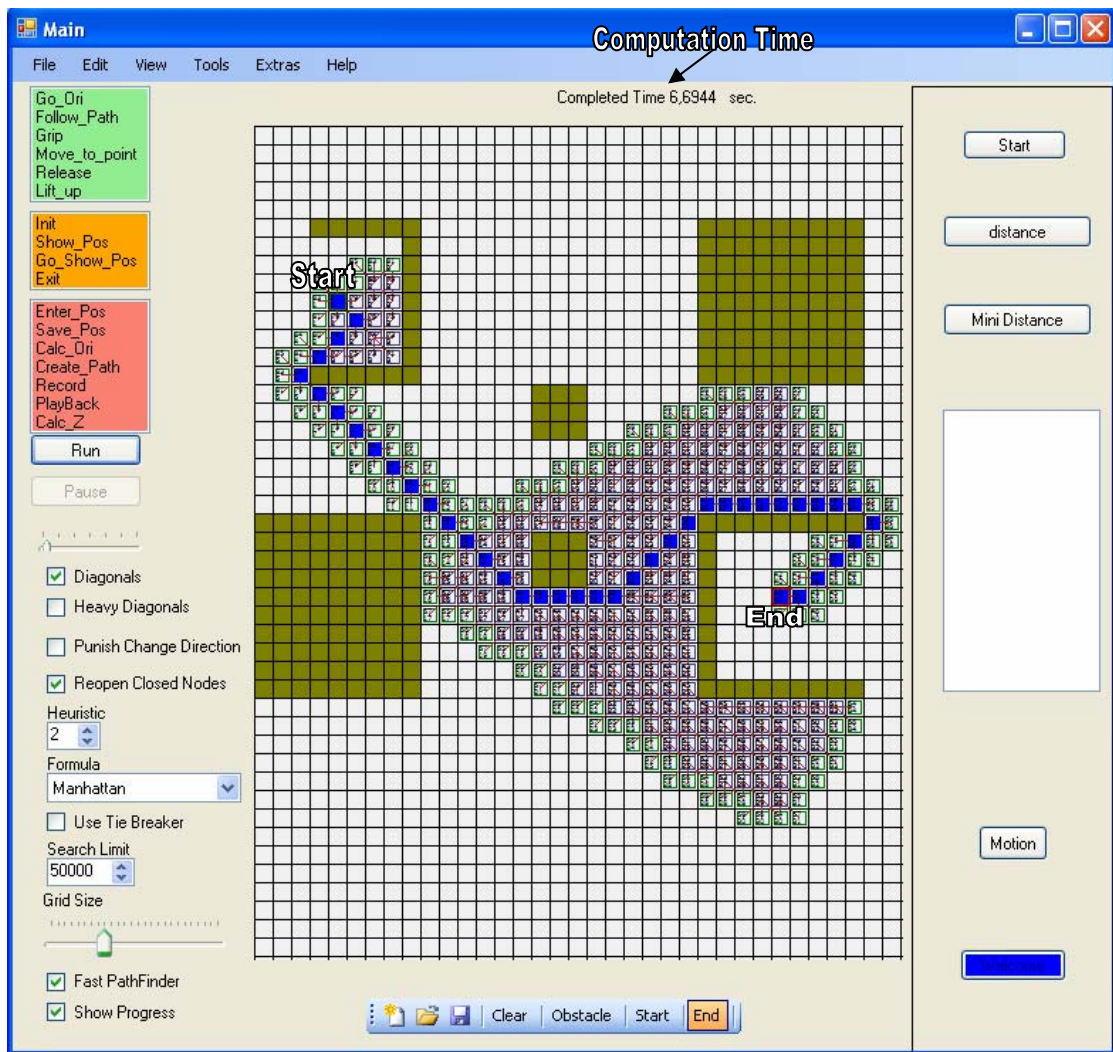 Main
Computation Time
File Edit View Tools Extras Help
Completed Time 6,6944 sec.
Go_Ori
Follow_Path
Grip
Move_to_point
Release
Lift_up
Init
Show_Pos
Go_Show_Pos
Exit
Enter_Pos
Save_Pos
Calc_Ori
Create_Path
Record
PlayBack
Calc_Z
Run
Pause
Diagonals
Heavy Diagonals
Punish Change Direction
Reopen Closed Nodes
Heuristic
2
Formula
Manhattan
Use Tie Breaker
Search Limit
50000
Grid Size
Fast PathFinder
Show Progress
Start
End
Clear Obstacle Start End
Start
distance
Mini Distance
Motion